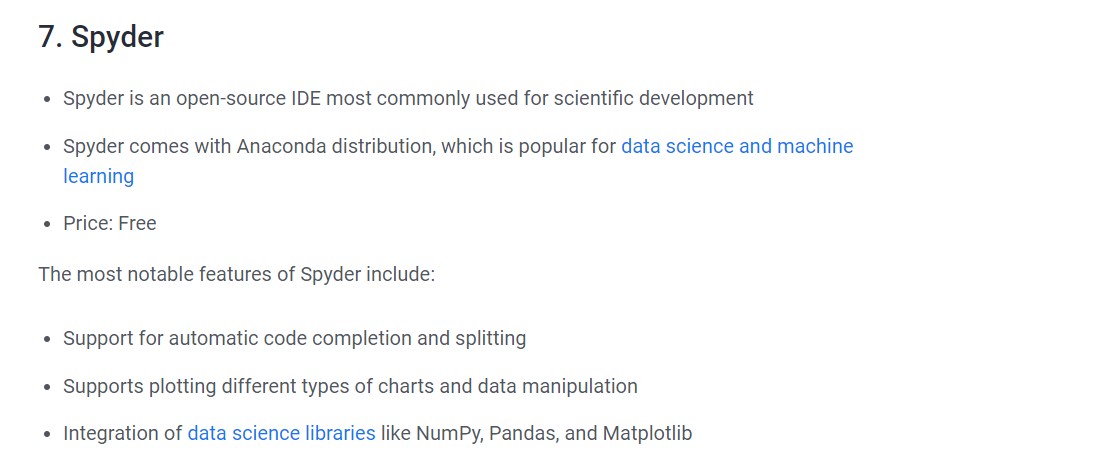 7. Spyder
• Spyder is an open-source IDE most commonly used for scientific development
• Spyder comes with Anaconda distribution, which is popular for data science and machine
learning
• Price: Free
The most notable features of Spyder include:
• Support for automatic code completion and splitting
• Supports plotting different types of charts and data manipulation
• Integration of data science libraries like NumPy, Pandas, and Matplotlib